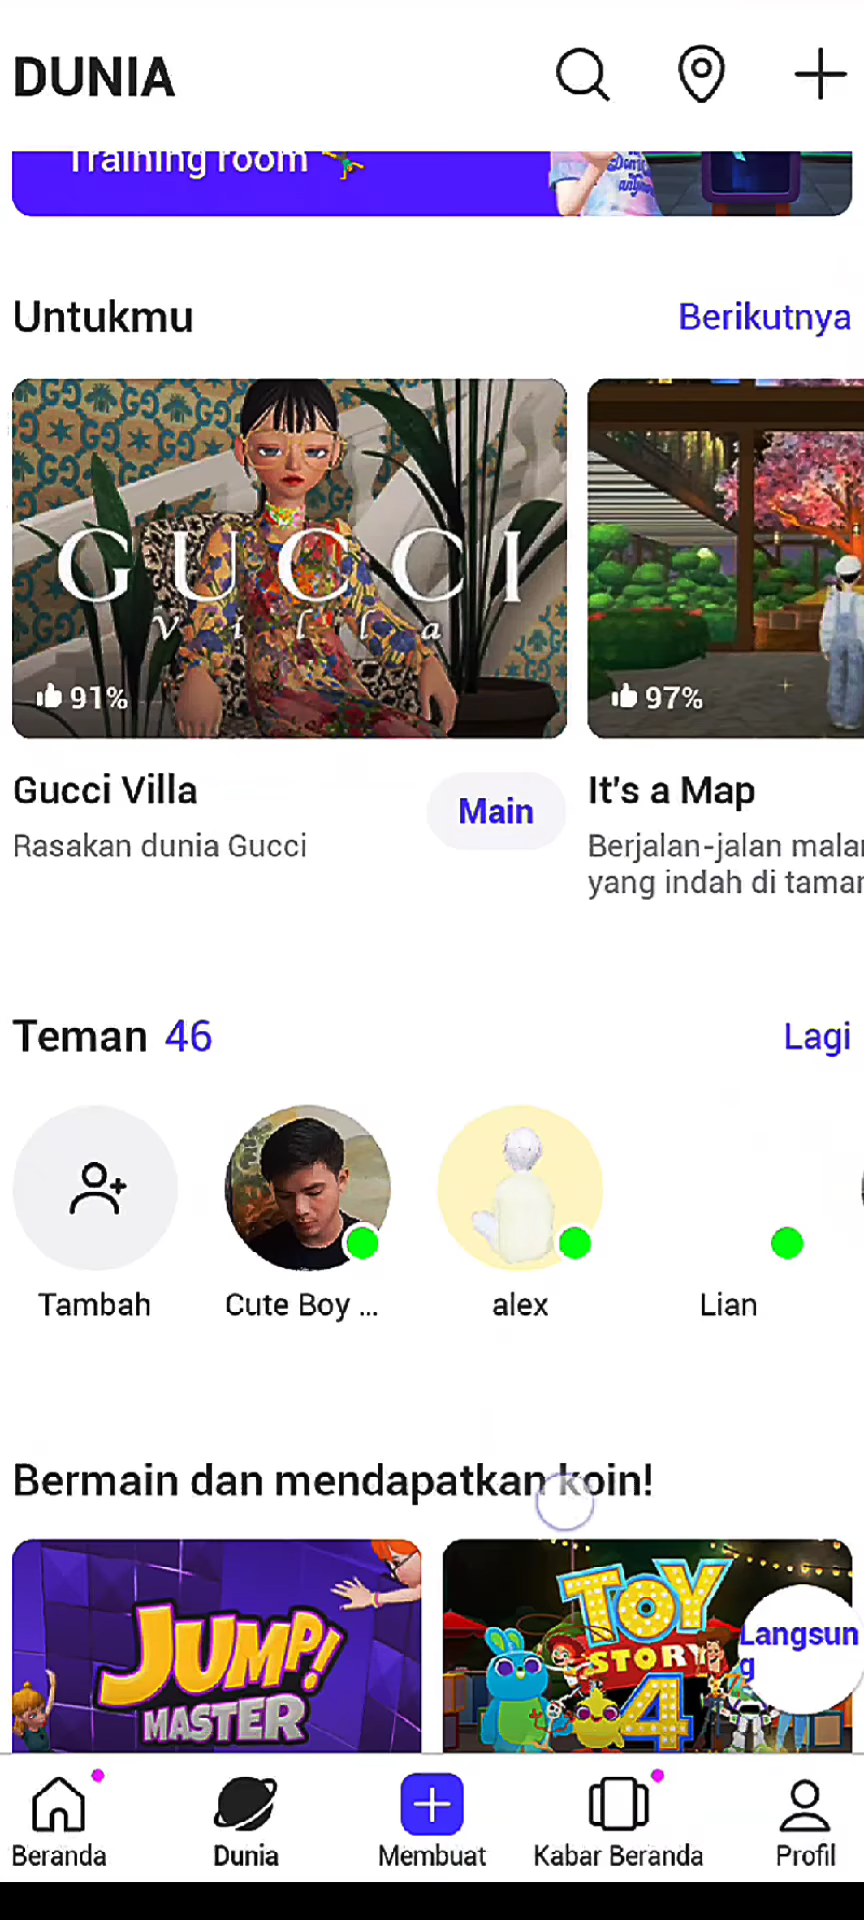 DUNIA
Training room
Untukmu
Berikutnya
GUCCI
villa
91%
97%
Gucci Villa
Main
Rasakan dunia Gucci
It's a Map
Berjalan-jalan malam
yang indah di taman
Teman 46
Lagi
Tambah
Cute Boy ...
alex
Lian
Bermain dan mendapatkan koin!
JUMP!
MASTER
TOY
STORY
4
Langsun
g
Beranda
Dunia
Membuat
Kabar Beranda
Profil